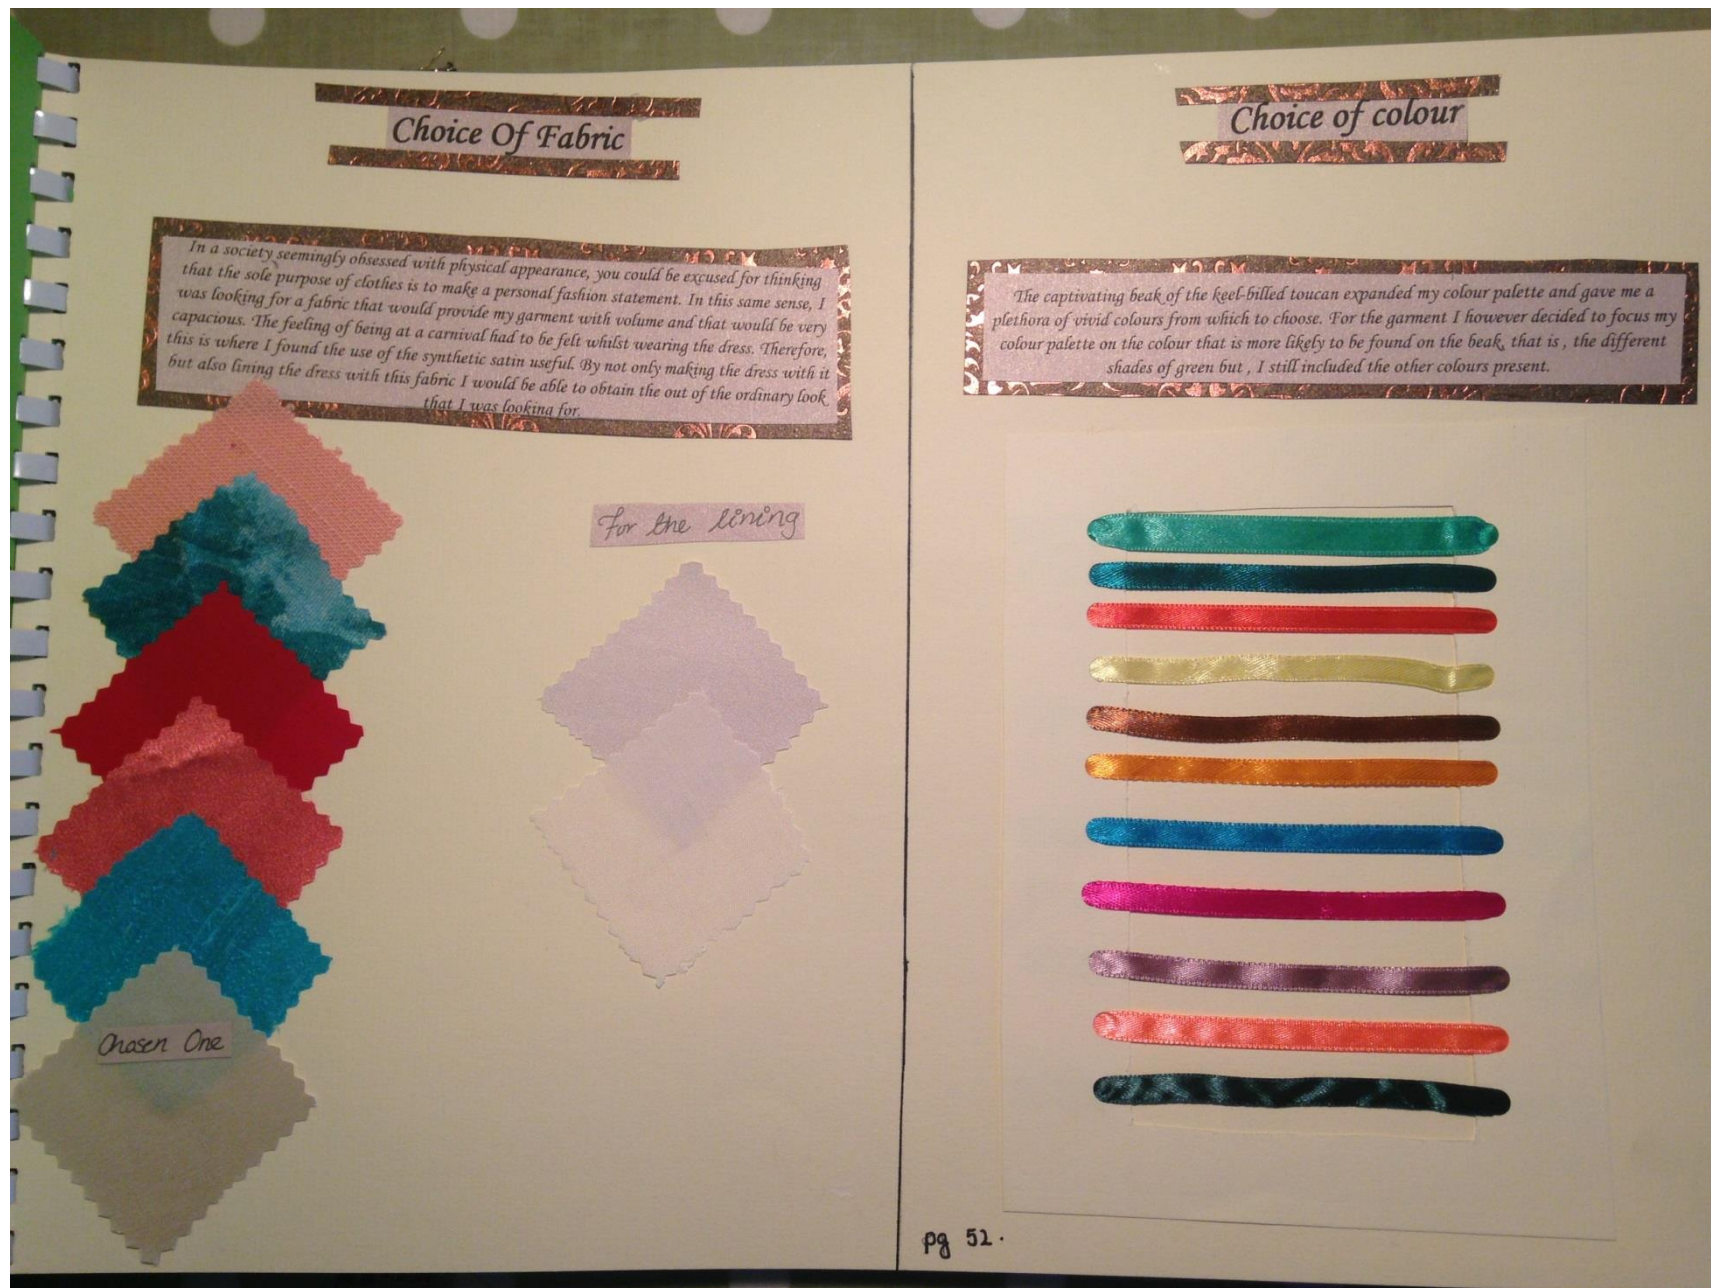 Choice Of Fabric
In a society seemingly obsessed with physical appearance, you could be excused for thinking
that the sole purpose of clothes is to make a personal fashion statement. In this same sense, I
was looking for a fabric that would provide my garment with volume and that would be very
capacious. The feeling of being at a carnival had to be felt whilst wearing the dress. Therefore,
this is where I found the use of the synthetic satin useful. By not only making the dress with it
but also lining the dress with this fabric I would be able to obtain the out of the ordinary look
that I was looking for.
For the lining
Chosen One
Choice of colour
The captivating beak of the keel-billed toucan expanded my colour palette and gave me a
plethora of vivid colours from which to choose. For the garment I however decided to focus my
colour palette on the colour that is more likely to be found on the beak, that is , the different
shades of green but , I still included the other colours present.
pg 52.